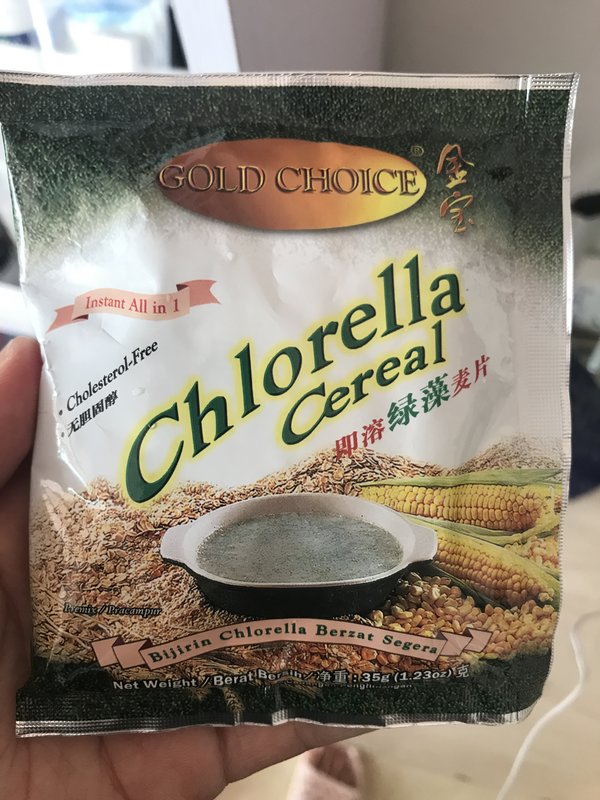 GOLD CHOICE®
金宝
Instant All in 1
• Cholesterol-Free
• 无胆固醇
Chlorella
Cereal
即溶绿藻麦片
Premix / Pracampur
Bijirin Chlorella Berzat Segera
Net Weight / Berat Bersih / 净重 : 35g (1.23oz) 克